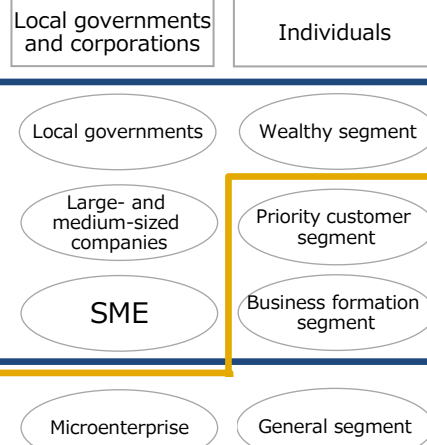 Local governments
and corporations
Individuals
Local governments
Wealthy segment
Large- and
medium-sized
companies
Priority customer
segment
SME
Business formation
segment
Microenterprise
General segment